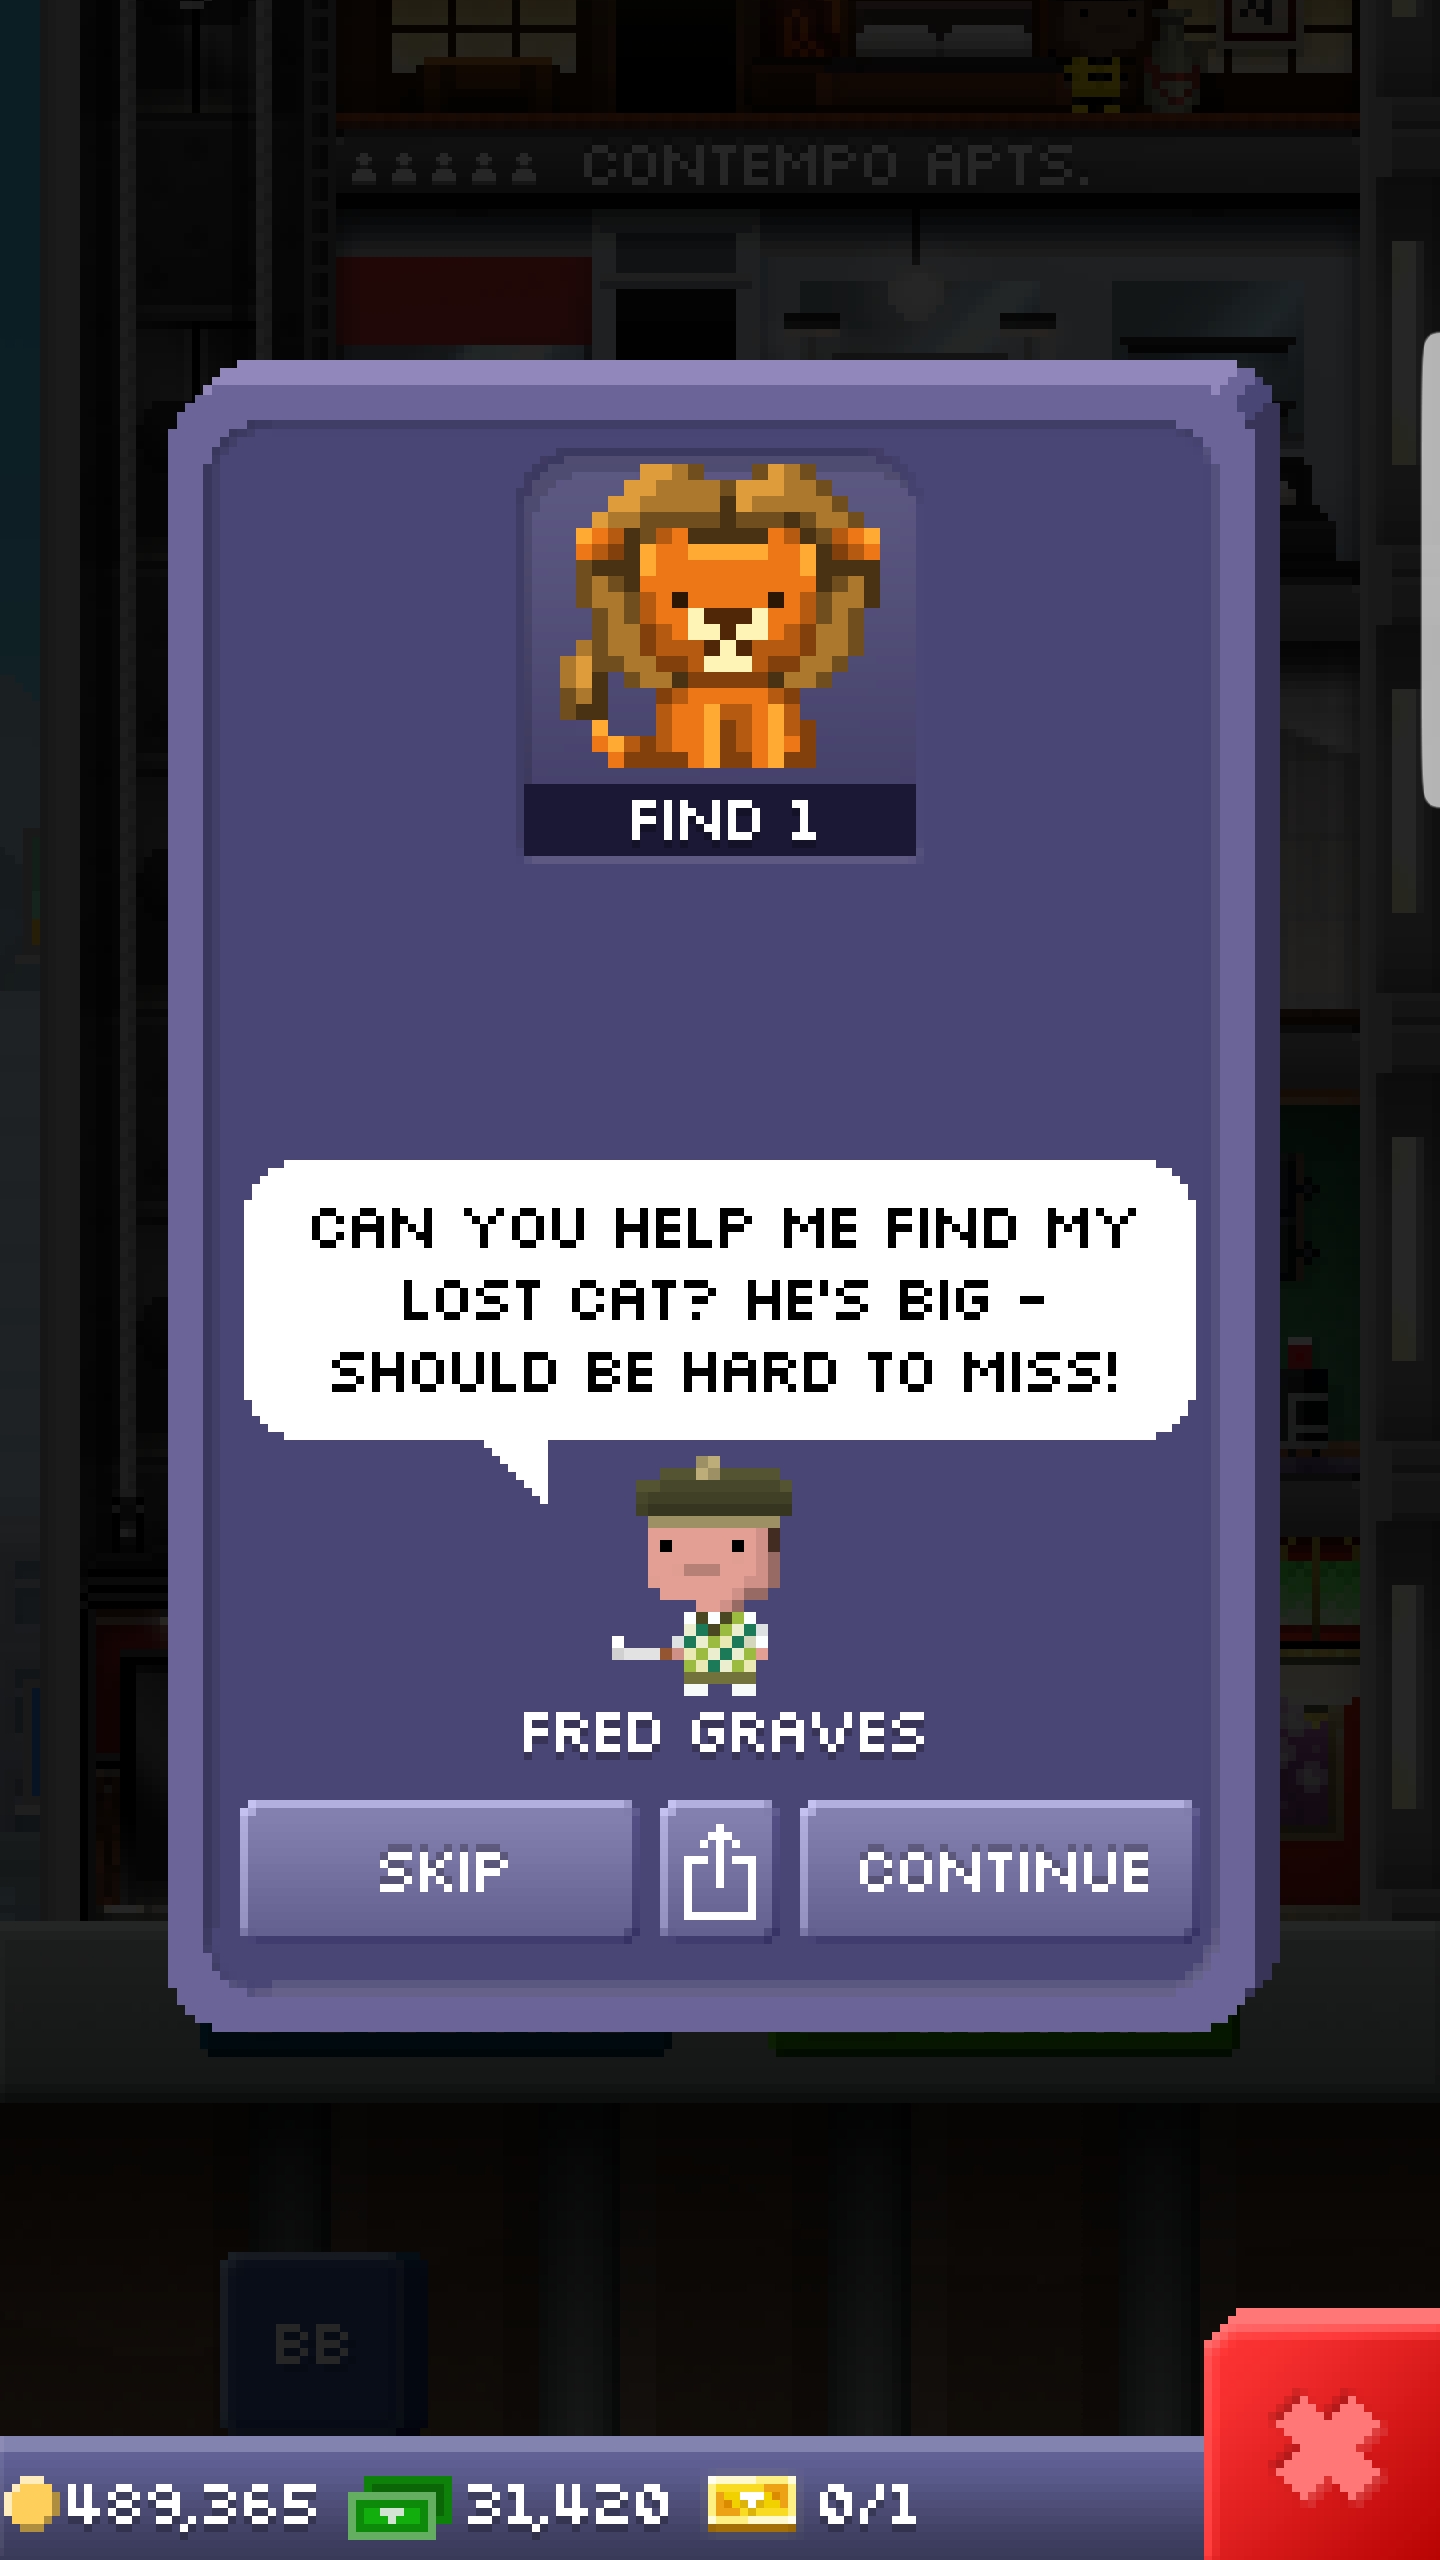 CONTEMPO APTS.
FIND 1
CAN YOU HELP ME FIND MY
LOST CAT? HE'S BIG -
SHOULD BE HARD TO MISS!
FRED GRAVES
SKIP
CONTINUE
BB
489,365 31,420 0/1